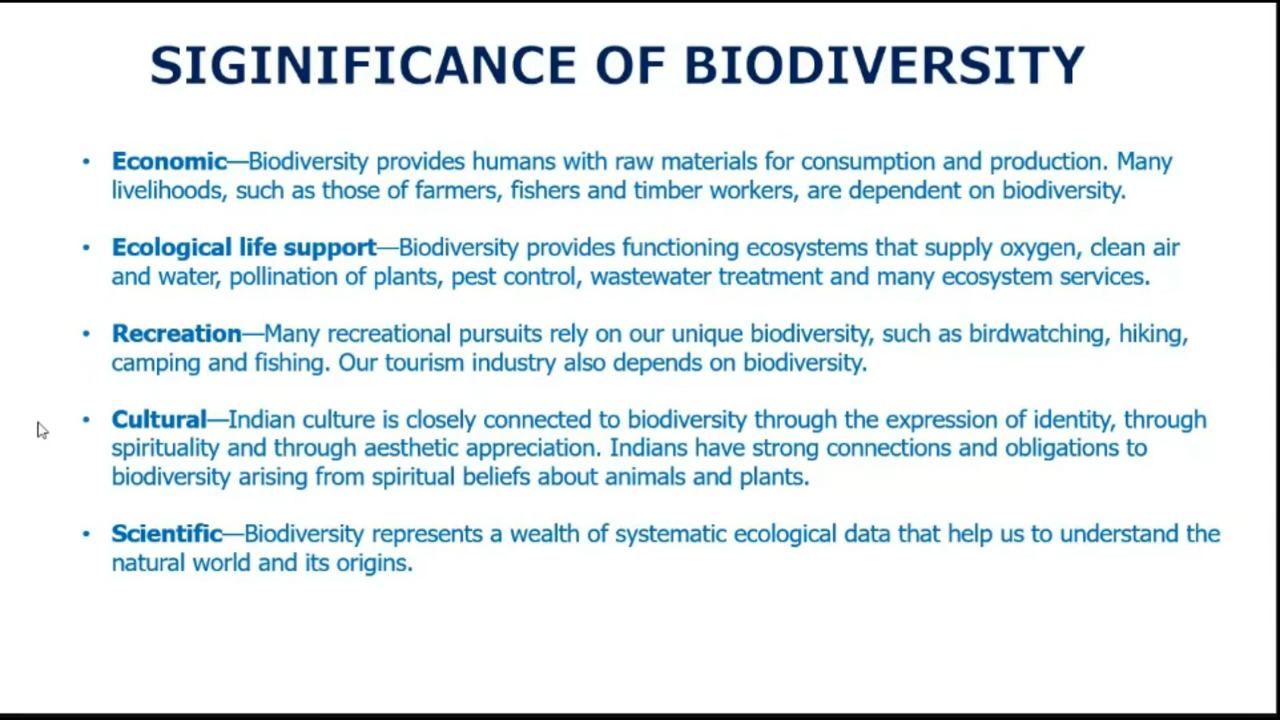 SIGINIFICANCE OF BIODIVERSITY
• Economic—Biodiversity provides humans with raw materials for consumption and production. Many
livelihoods, such as those of farmers, fishers and timber workers, are dependent on biodiversity.
• Ecological life support—Biodiversity provides functioning ecosystems that supply oxygen, clean air
and water, pollination of plants, pest control, wastewater treatment and many ecosystem services.
• Recreation—Many recreational pursuits rely on our unique biodiversity, such as birdwatching, hiking,
camping and fishing. Our tourism industry also depends on biodiversity.
• Cultural—Indian culture is closely connected to biodiversity through the expression of identity, through
spirituality and through aesthetic appreciation. Indians have strong connections and obligations to
biodiversity arising from spiritual beliefs about animals and plants.
• Scientific—Biodiversity represents a wealth of systematic ecological data that help us to understand the
natural world and its origins.